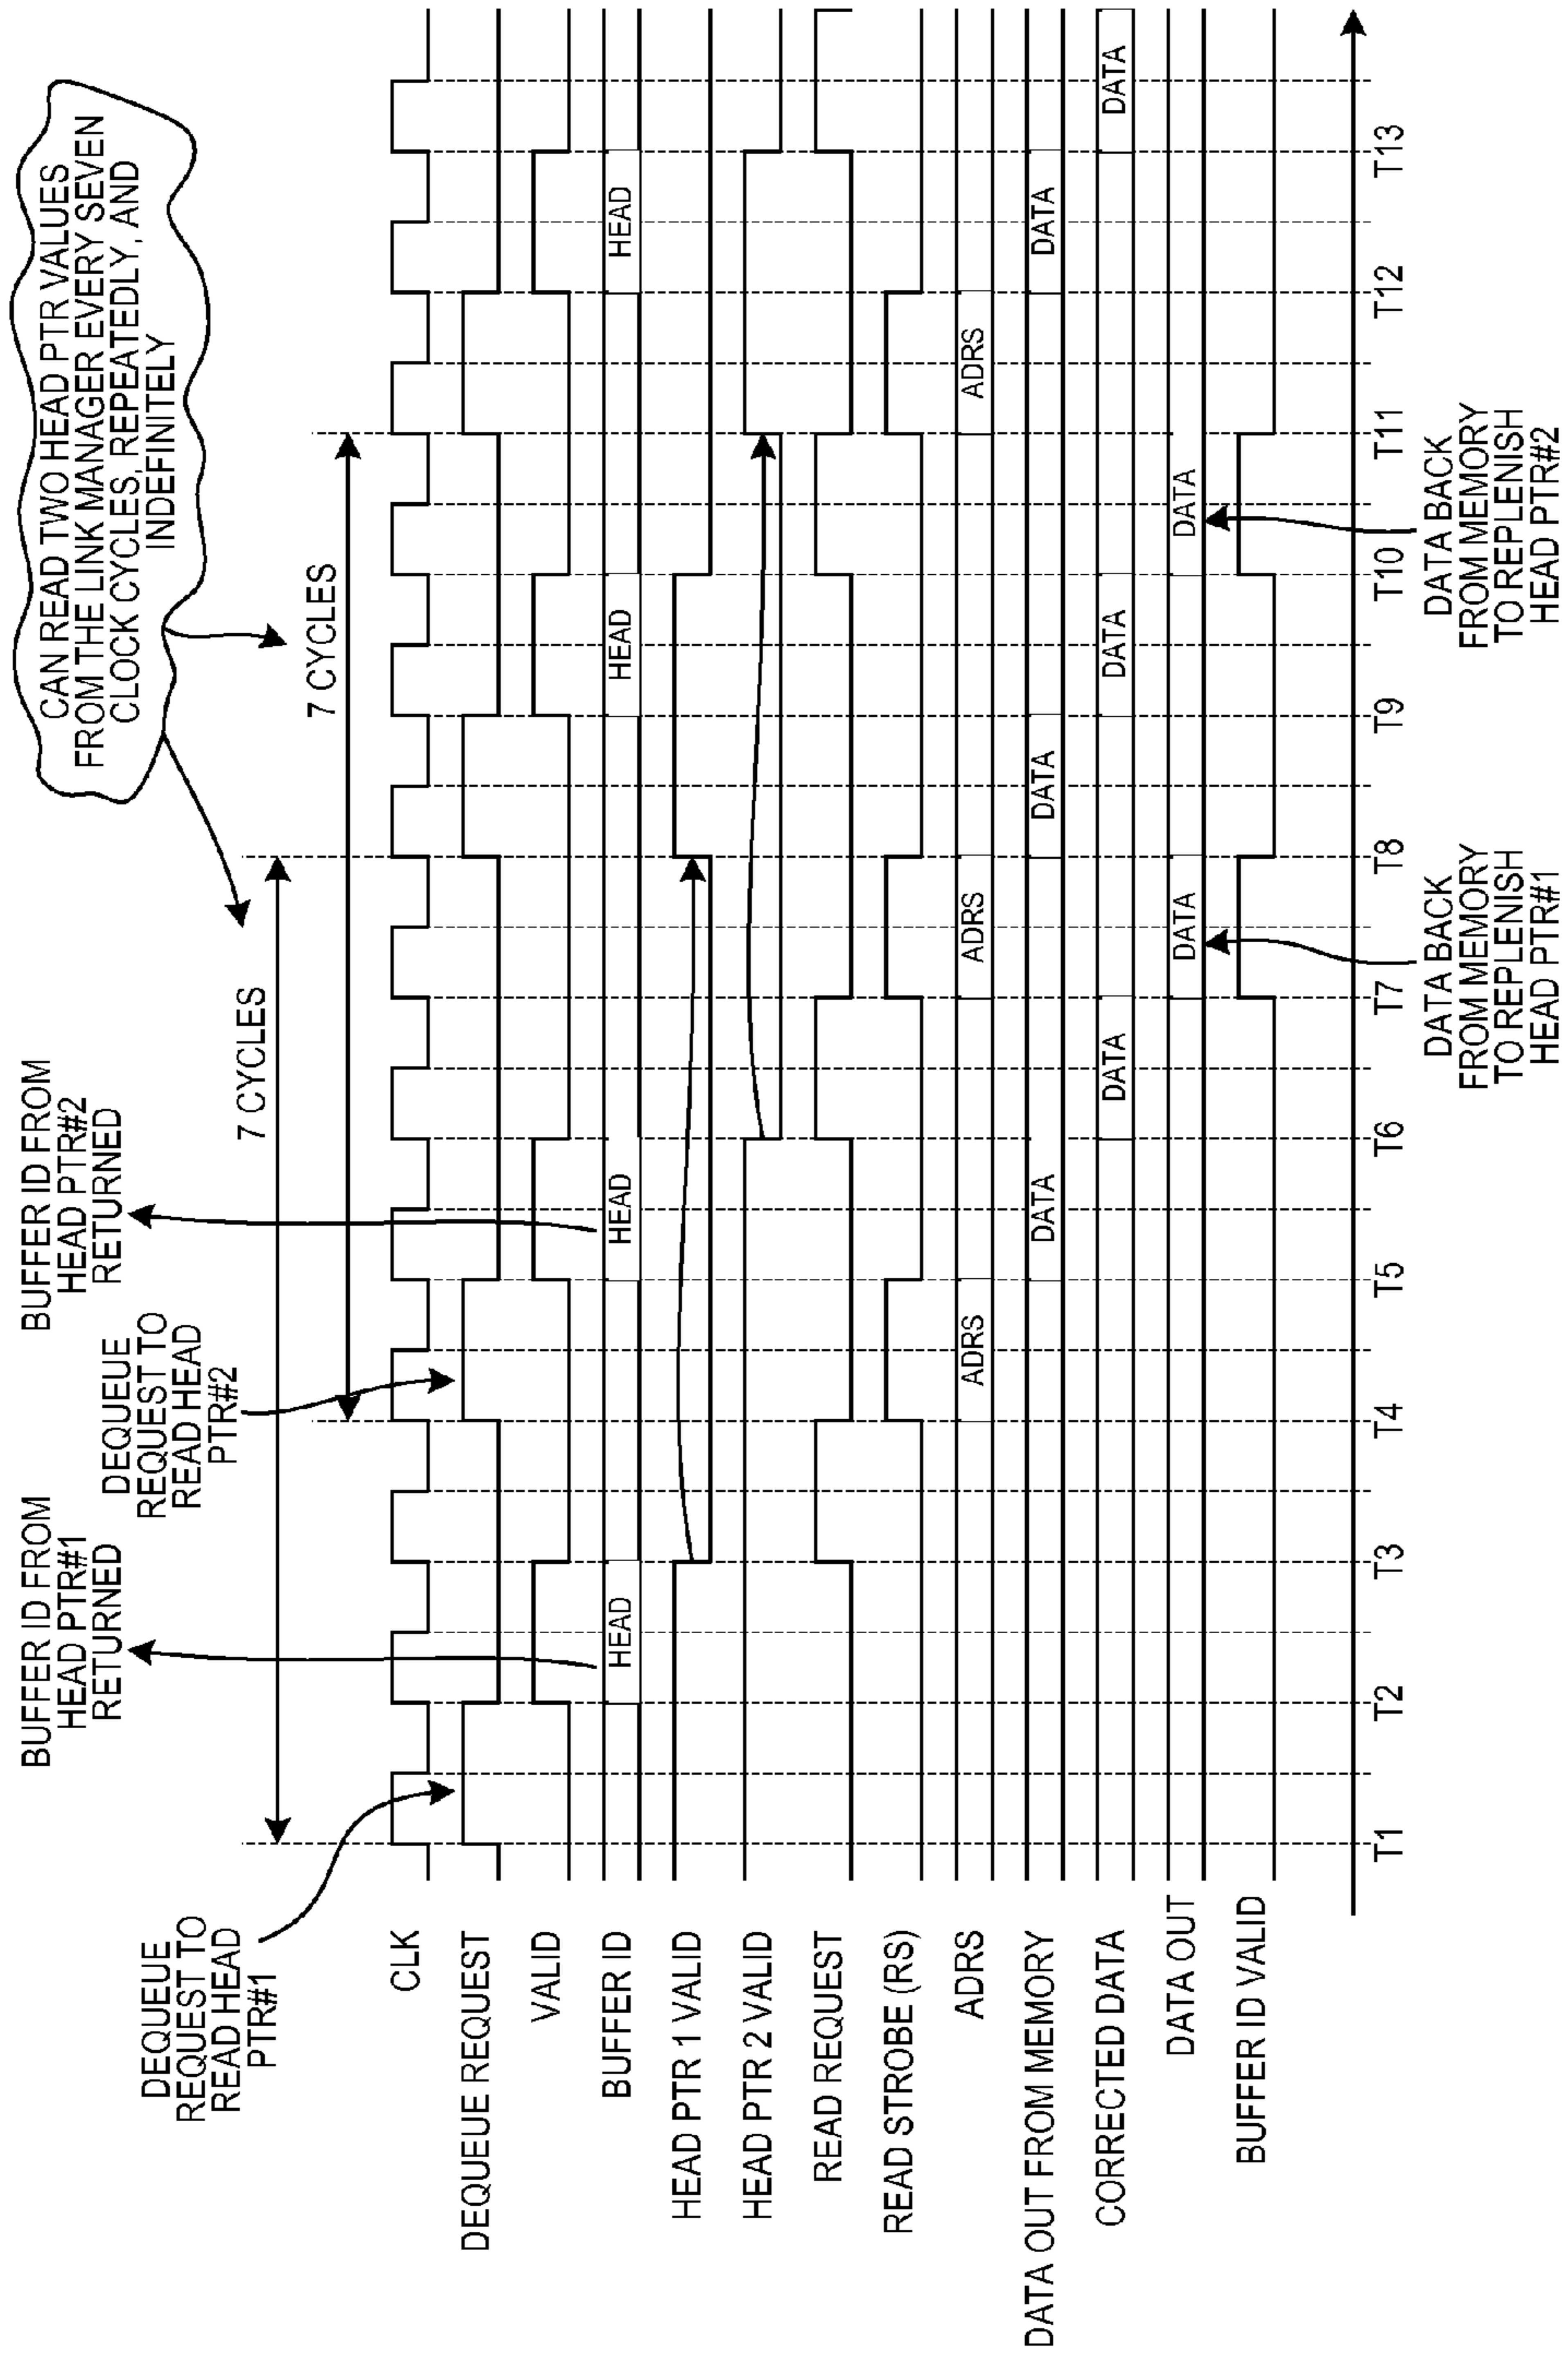 CAN READ TWO HEAD PTR VALUES
FROM THE LINK MANAGER EVERY SEVEN
CLOCK CYCLES, REPEATEDLY, AND
INDEFINITELY
BUFFER ID FROM
HEAD PTR#1
RETURNED
BUFFER ID FROM
HEAD PTR#2
RETURNED
DEQUEUE
REQUEST TO
READ HEAD
PTR#1
DEQUEUE
REQUEST TO
READ HEAD
PTR#2
7 CYCLES
7 CYCLES
CLK
DEQUEUE REQUEST
VALID
BUFFER ID
HEAD
HEAD
HEAD
HEAD
HEAD PTR 1 VALID
HEAD PTR 2 VALID
READ REQUEST
READ STROBE (RS)
ADRS
ADRS
ADRS
ADRS
DATA OUT FROM MEMORY
DATA
DATA
DATA
CORRECTED DATA
DATA
DATA
DATA
DATA OUT
DATA
DATA
BUFFER ID VALID
T1
T2
T3
T4
T5
T6
T7
T8
T9
T10
T11
T12
T13
DATA BACK
FROM MEMORY
TO REPLENISH
HEAD PTR#1
DATA BACK
FROM MEMORY
TO REPLENISH
HEAD PTR#2